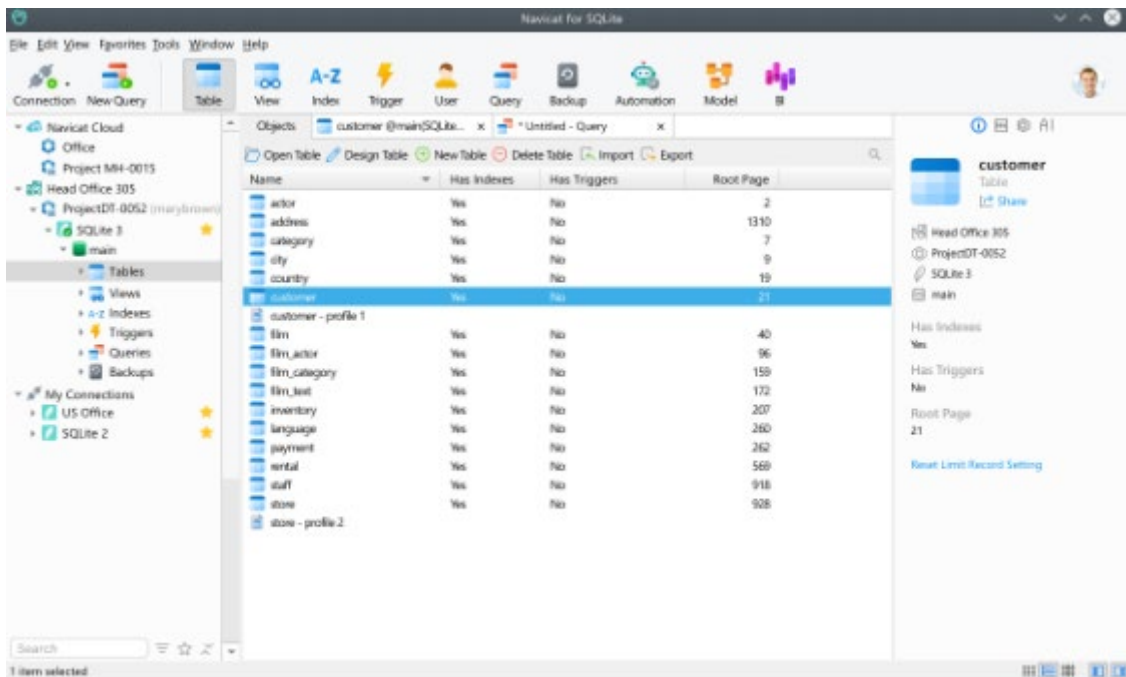 Navicat for SQLite
File Edit View Favorites Tools Window Help
Connection New Query Table View Index Trigger User Query Backup Automation Model BI
A-Z
Navicat Cloud
Office
Project MH-0015
Head Office 305
ProjectDT-0052 (marybrown)
SQLite 3
main
Tables
Views
A-Z Indexes
Triggers
Queries
Backups
My Connections
US Office
SQLite 2
Search
1 item selected
Objects customer @main(SQLite... x * Untitled - Query x
Open Table Design Table New Table Delete Table Import Export
Name Has Indexes Has Triggers Root Page
actor Yes No 2
address Yes No 1310
category Yes No 7
city Yes No 9
country Yes No 19
customer Yes No 21
customer - profile 1
film Yes No 40
film_actor Yes No 96
film_category Yes No 159
film_text Yes No 172
inventory Yes No 207
language Yes No 260
payment Yes No 262
rental Yes No 569
staff Yes No 918
store Yes No 928
store - profile 2
AI
customer
Table
Share
Head Office 305
ProjectDT-0052
SQLite 3
main
Has Indexes
Yes
Has Triggers
No
Root Page
21
Reset Limit Record Setting